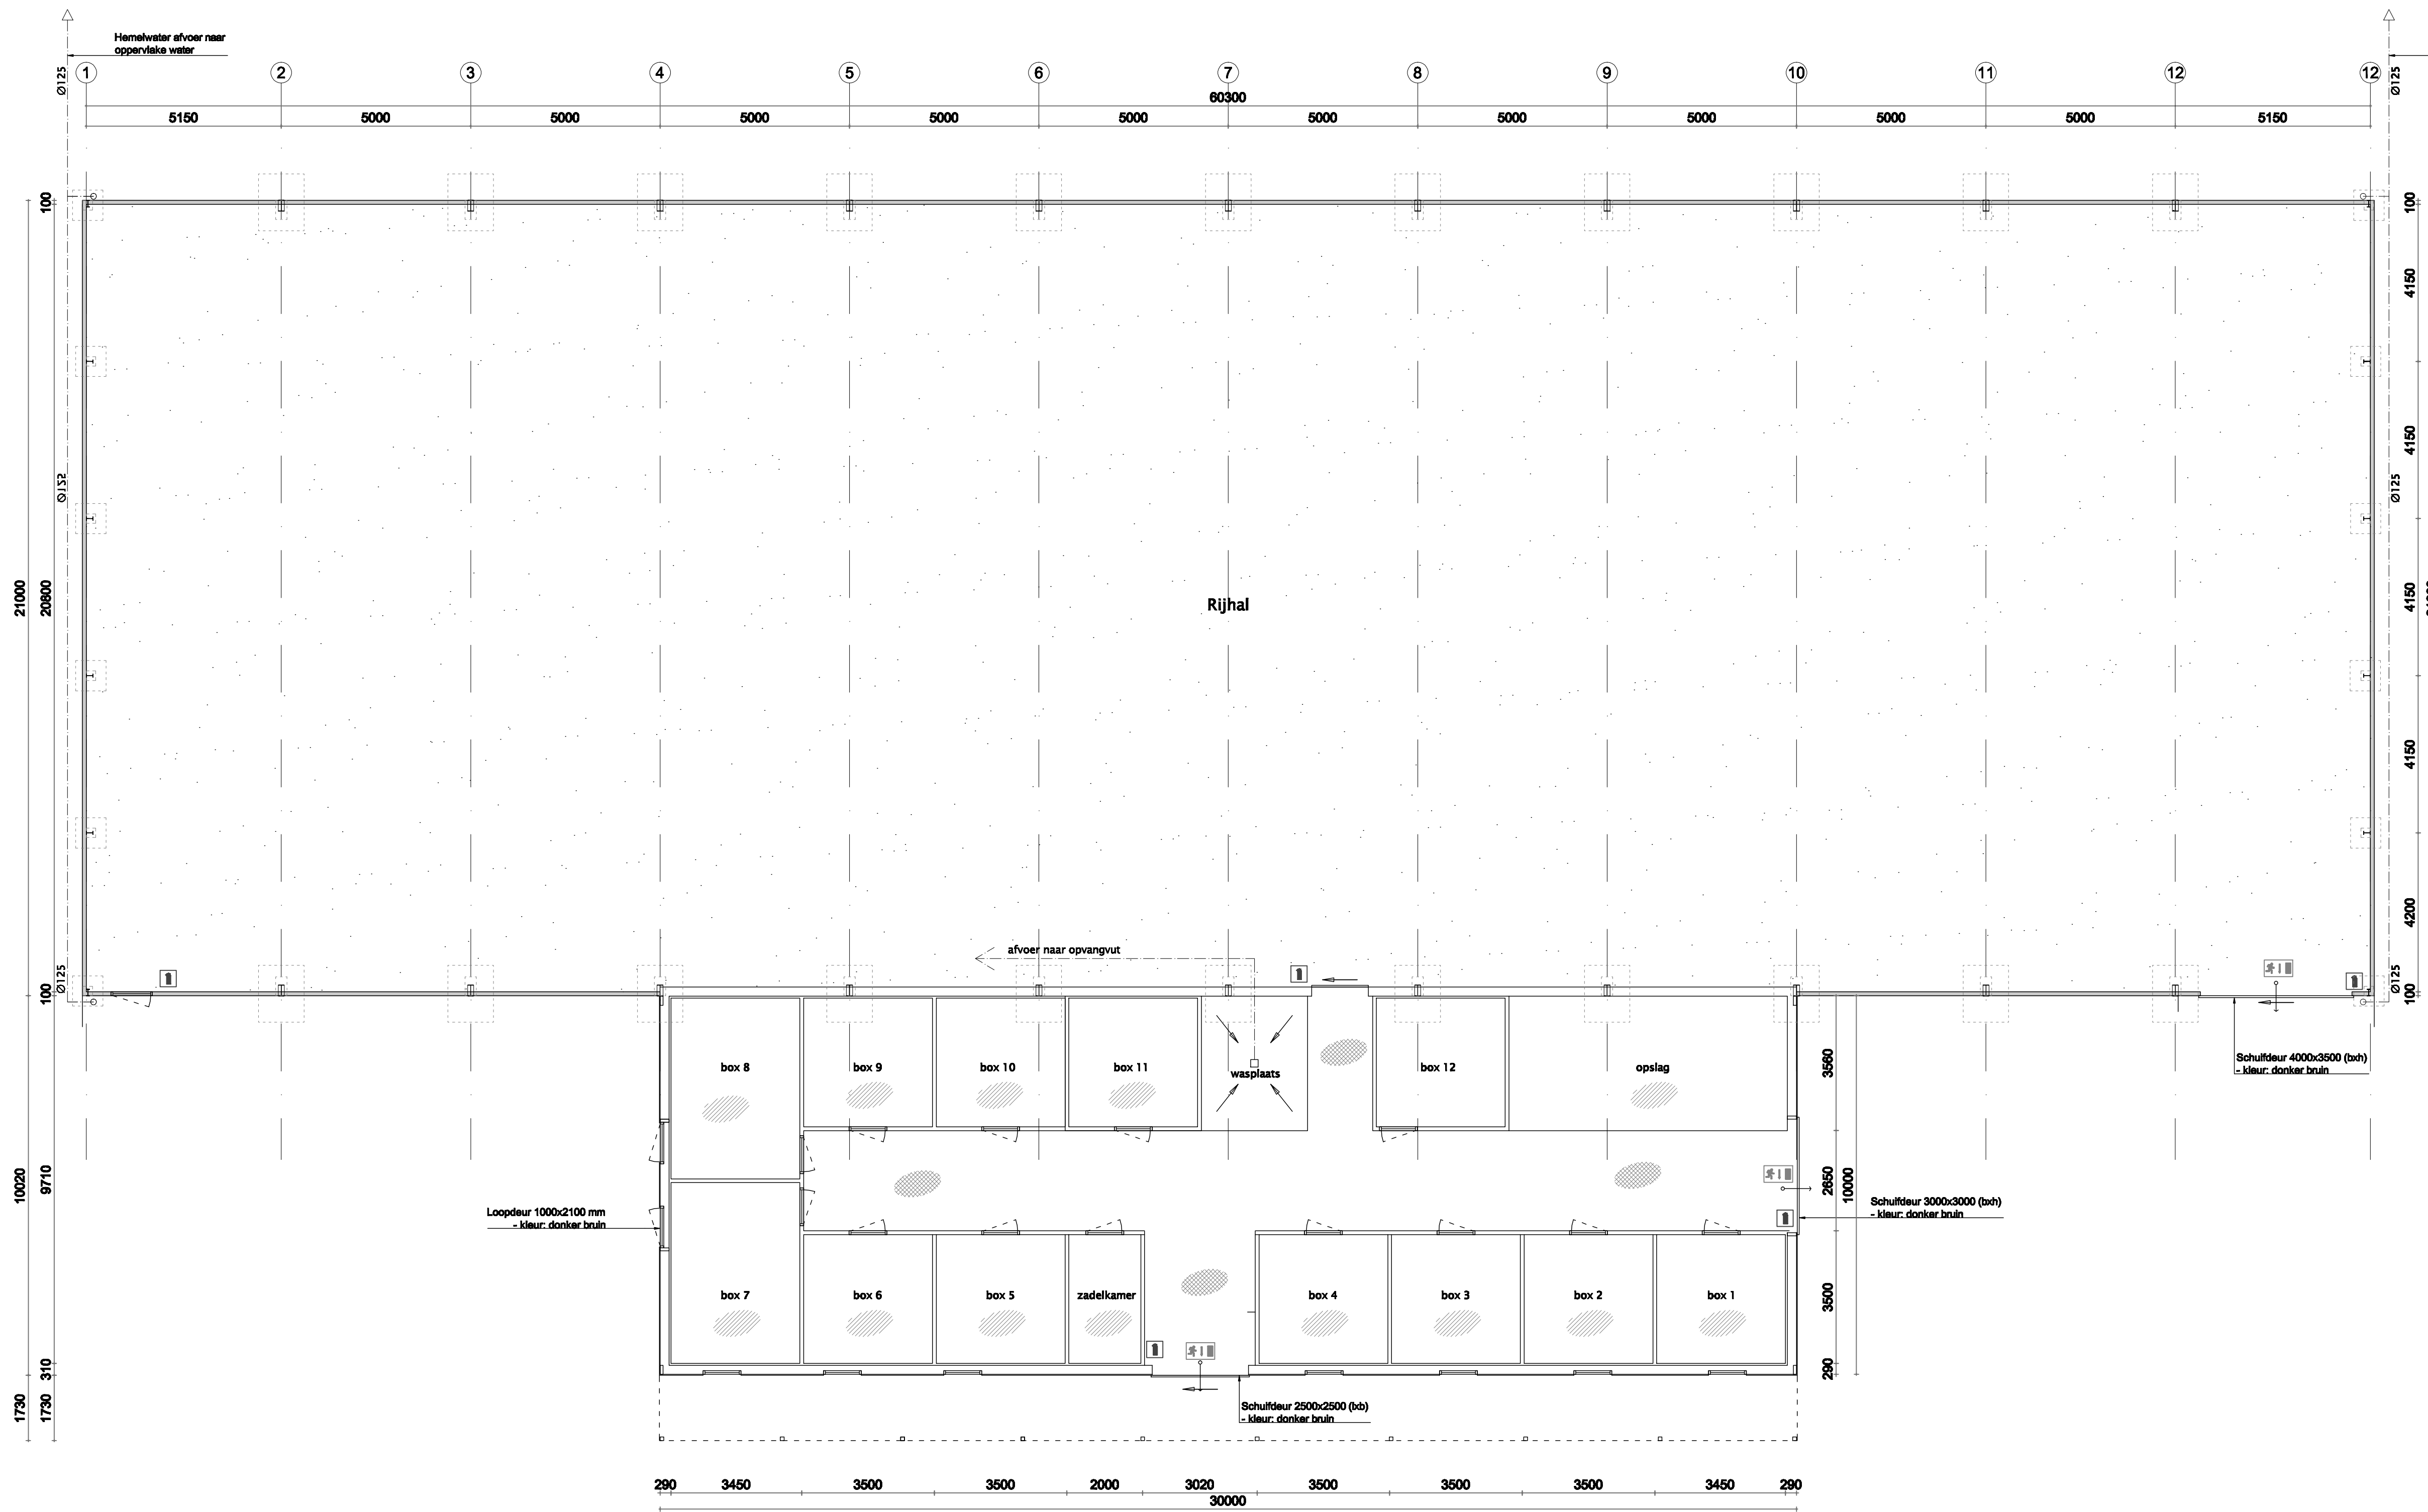 Hemelwater afvoer naar
oppervlake water
Ø125
Ø125
1 2 3 4 5 6 7 8 9 10 11 12 12
60300
5150 5000 5000 5000 5000 5000 5000 5000 5000 5000 5000 5150
100
100
4150
4150
Ø125
Ø125
21000
20800
Rijhal
4150
4150
4200
afvoer naar opvangvut
Ø125
Ø125
100
100
box 8
box 9
box 10
box 11
wasplaats
box 12
opslag
3560
Schuifdeur 4000x3500 (bxh)
- kleur: donker bruin
10020
9710
2650
10000
Loopdeur 1000x2100 mm
- kleur: donker bruin
Schuifdeur 3000x3000 (bxh)
- kleur: donker bruin
box 7
box 6
box 5
zadelkamer
box 4
box 3
box 2
box 1
3500
310
290
1730
1730
Schuifdeur 2500x2500 (lxb)
- kleur: donker bruin
290 3450 3500 3500 2000 3020 3500 3500 3500 3450 290
30000